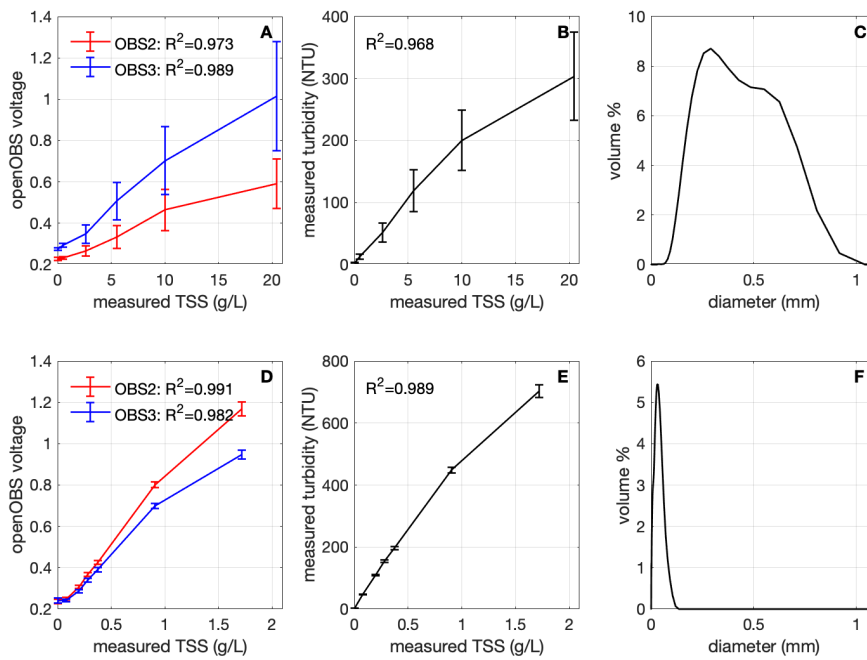 A
OBS2: R²=0.973
OBS3: R²=0.989
1.4
1.2
1
0.8
0.6
0.4
0.2
openOBS voltage
0 5 10 15 20
measured TSS (g/L)
B
R²=0.968
400
300
200
100
0
measured turbidity (NTU)
0 5 10 15 20
measured TSS (g/L)
C
10
8
6
4
2
0
volume %
0 0.5 1
diameter (mm)
D
OBS2: R²=0.991
OBS3: R²=0.982
1.4
1.2
1
0.8
0.6
0.4
0.2
openOBS voltage
0 0.5 1 1.5 2
measured TSS (g/L)
E
R²=0.989
800
600
400
200
0
measured turbidity (NTU)
0 0.5 1 1.5 2
measured TSS (g/L)
F
6
5
4
3
2
1
0
volume %
0 0.5 1
diameter (mm)